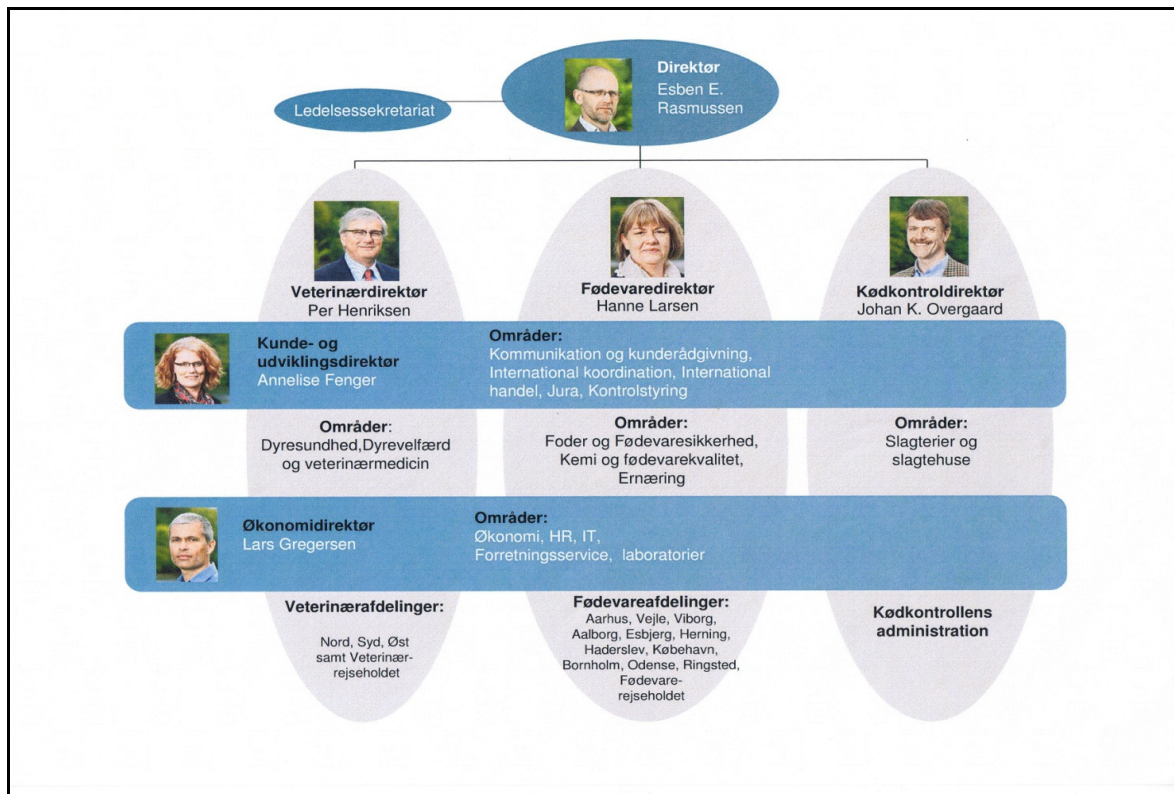 Direktør
Esben E.
Rasmussen
Ledelsessekretariat
Veterinærdirektør
Per Henriksen
Fødevaredirektør
Hanne Larsen
Kødkontroldirektør
Johan K. Overgaard
Kunde- og
udviklingsdirektør
Annelise Fenger
Områder:
Kommunikation og kunderådgivning,
International koordination, International
handel, Jura, Kontrolstyring
Områder:
Dyresundhed,Dyrevelfærd
og veterinærmedicin
Områder:
Foder og Fødevaresikkerhed,
Kemi og fødevarekvalitet,
Ernæring
Områder:
Slagterier og
slagtehuse
Økonomidirektør
Lars Gregersen
Områder:
Økonomi, HR, IT,
Forretningsservice, laboratorier
Veterinærafdelinger:
Nord, Syd, Øst
samt Veterinær-
rejseholdet
Fødevareafdelinger:
Aarhus, Vejle, Viborg,
Aalborg, Esbjerg, Herning,
Haderslev, Købehavn,
Bornholm, Odense, Ringsted,
Fødevare-
rejseholdet
Kødkontrollens
administration